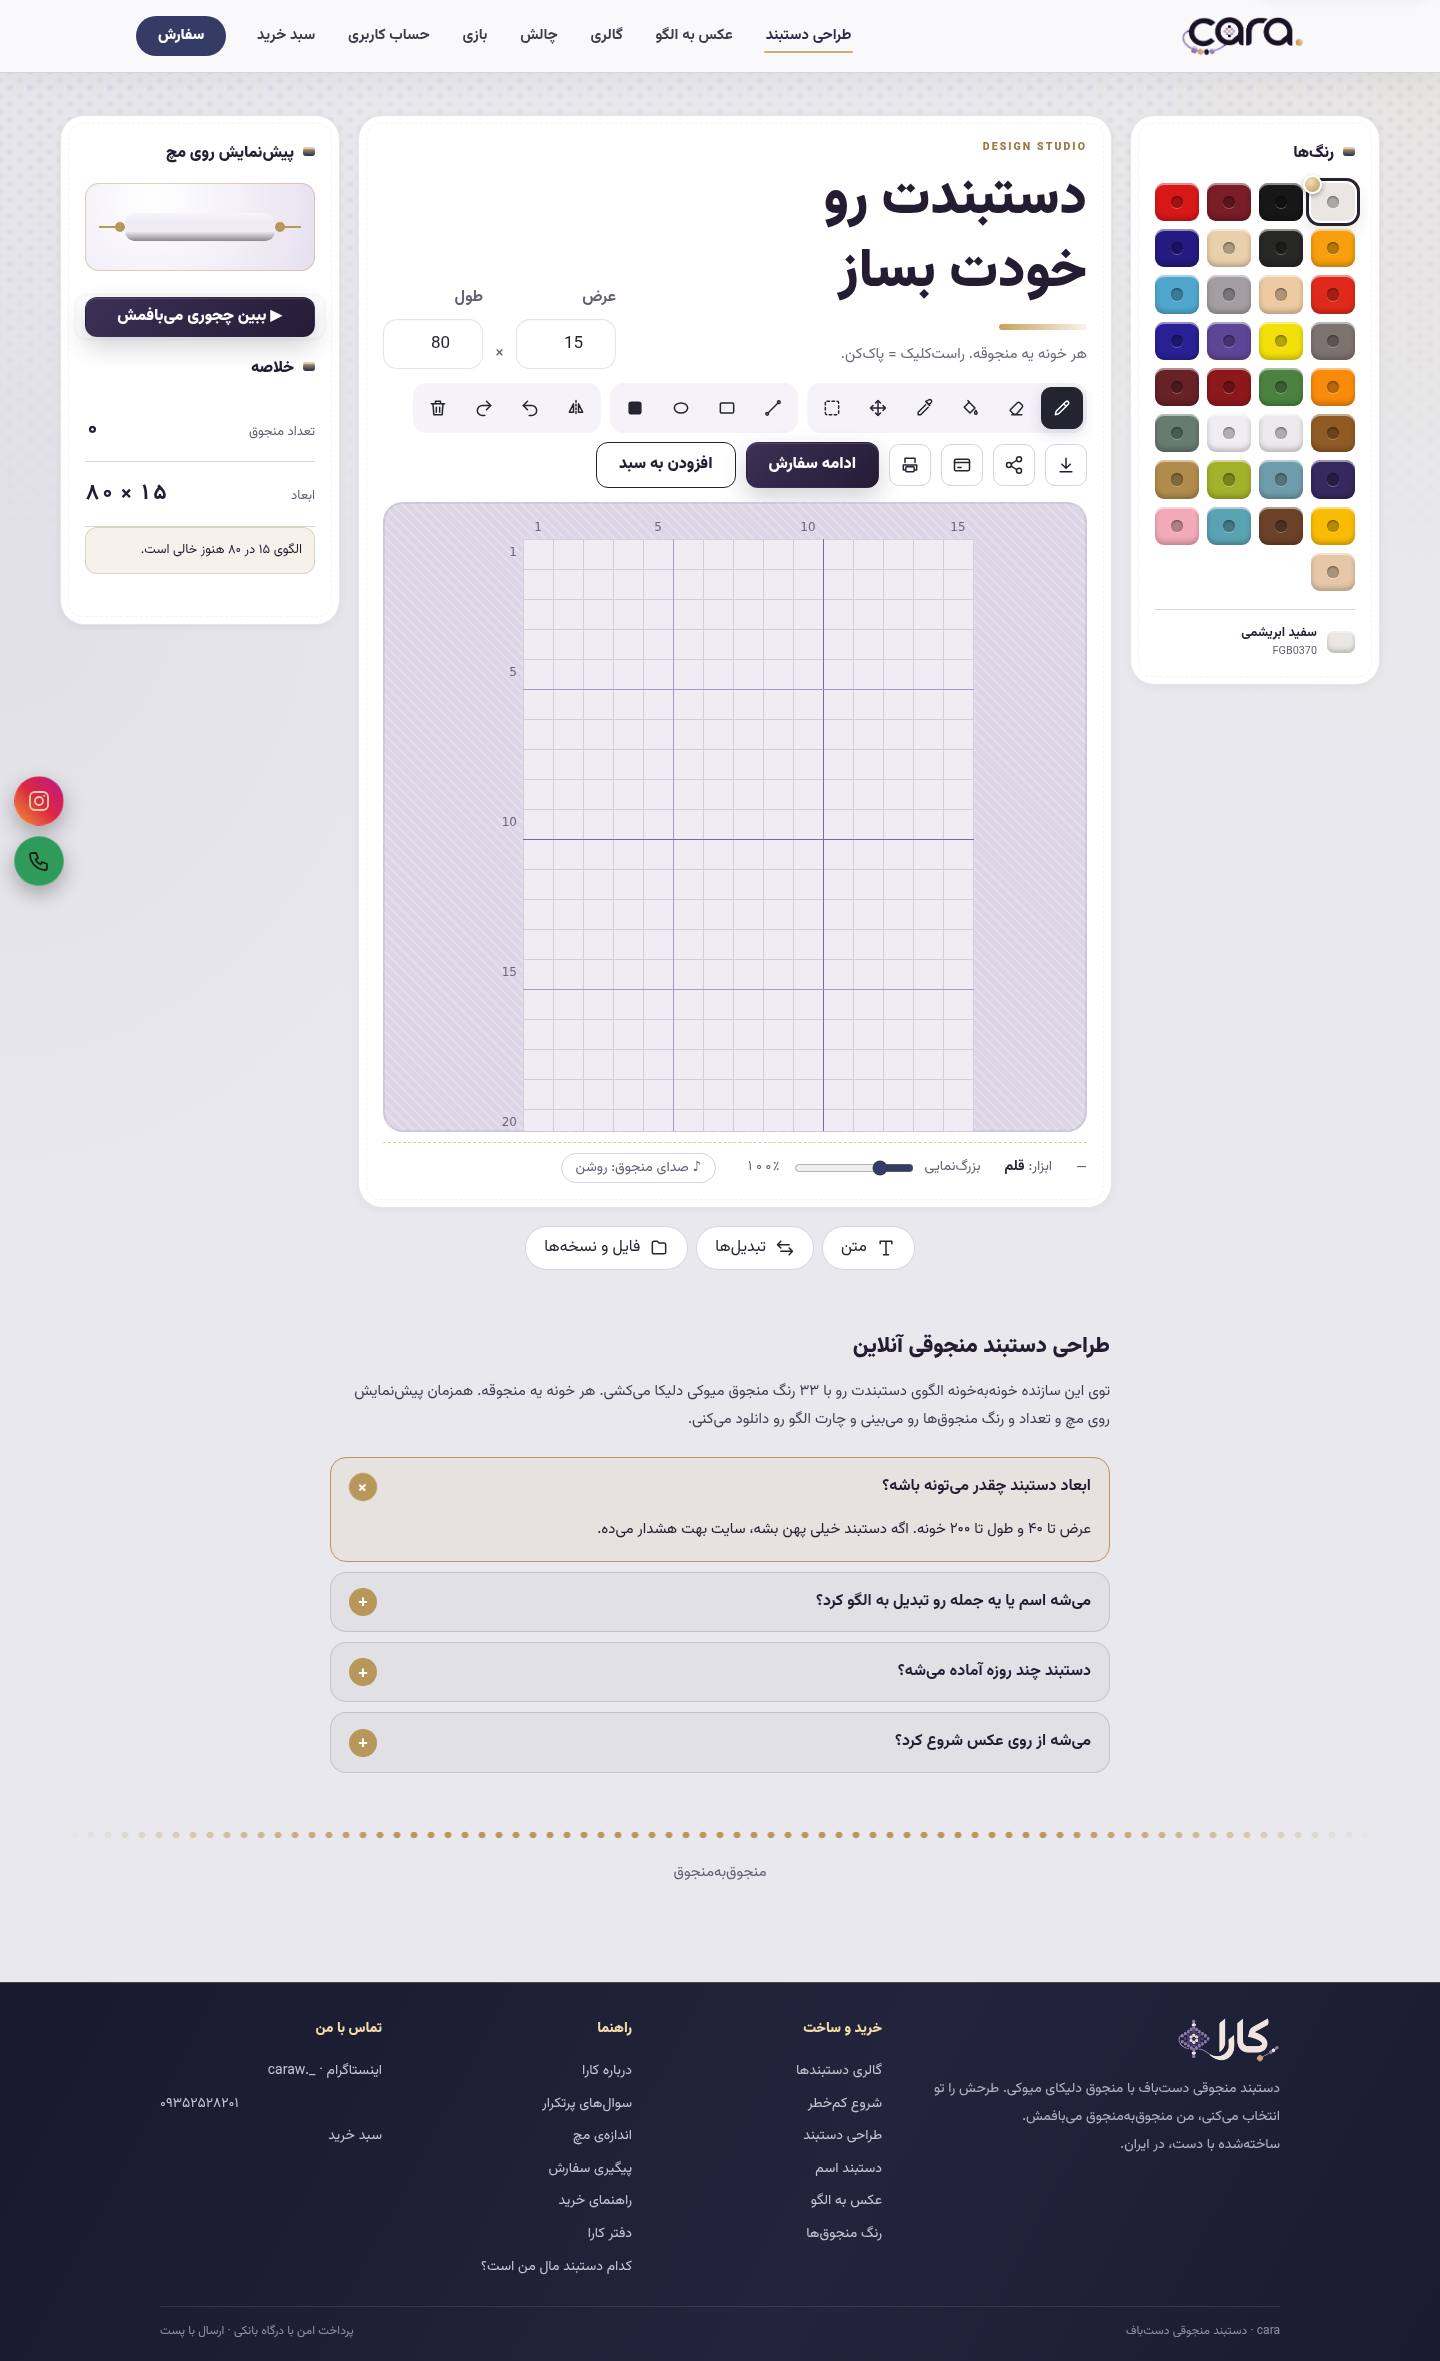 cara.
طراحی دستبند
عکس به الگو
گالری
چالش
بازی
حساب کاربری
سبد خرید
سفارش
رنگ‌ها
سفید ابریشمی
FGB0370
DESIGN STUDIO
دستبندت رو
خودت بساز
هر خونه یه منجوقه. راست‌کلیک = پاک‌کن.
عرض
طول
15
×
80
ادامه سفارش
افزودن به سبد
1 5 10 15
1
5
10
15
20
—
ابزار: قلم
بزرگ‌نمایی
۱۰۰٪
♪ صدای منجوق: روشن
پیش‌نمایش روی مچ
▶ ببین چجوری می‌بافمش
خلاصه
تعداد منجوق
۰
ابعاد
۱۵ × ۸۰
الگوی ۱۵ در ۸۰ هنوز خالی است.
متن
تبدیل‌ها
فایل و نسخه‌ها
طراحی دستبند منجوقی آنلاین
توی این سازنده خونه‌به‌خونه الگوی دستبندت رو با ۳۳ رنگ منجوق میوکی دلیکا می‌کشی. هر خونه یه منجوقه. همزمان پیش‌نمایش
روی مچ و تعداد و رنگ منجوق‌ها رو می‌بینی و چارت الگو رو دانلود می‌کنی.
ابعاد دستبند چقدر می‌تونه باشه؟
عرض تا ۴۰ و طول تا ۲۰۰ خونه. اگه دستبند خیلی پهن بشه، سایت بهت هشدار می‌ده.
می‌شه اسم یا یه جمله رو تبدیل به الگو کرد؟
دستبند چند روزه آماده می‌شه؟
می‌شه از روی عکس شروع کرد؟
منجوق‌به‌منجوق
کارا
دستبند منجوقی دست‌باف با منجوق دلیکای میوکی. طرحش را تو
انتخاب می‌کنی، من منجوق‌به‌منجوق می‌بافمش.
ساخته‌شده با دست، در ایران.
خرید و ساخت
گالری دستبندها
شروع کم‌خطر
طراحی دستبند
دستبند اسم
عکس به الگو
رنگ منجوق‌ها
راهنما
درباره کارا
سوال‌های پرتکرار
اندازه‌ی مچ
پیگیری سفارش
راهنمای خرید
دفتر کارا
کدام دستبند مال من است؟
تماس با من
اینستاگرام · caraw._
۰۹۳۵۲۵۲۸۲۰۱
سبد خرید
cara · دستبند منجوقی دست‌باف
پرداخت امن با درگاه بانکی · ارسال با پست